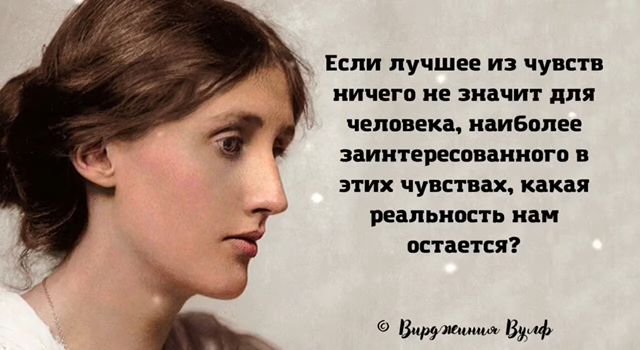 Если лучшее из чувств
ничего не значит для
человека, наиболее
заинтересованного в
этих чувствах, какая
реальность нам
остается?
© Вирджиния Вулф